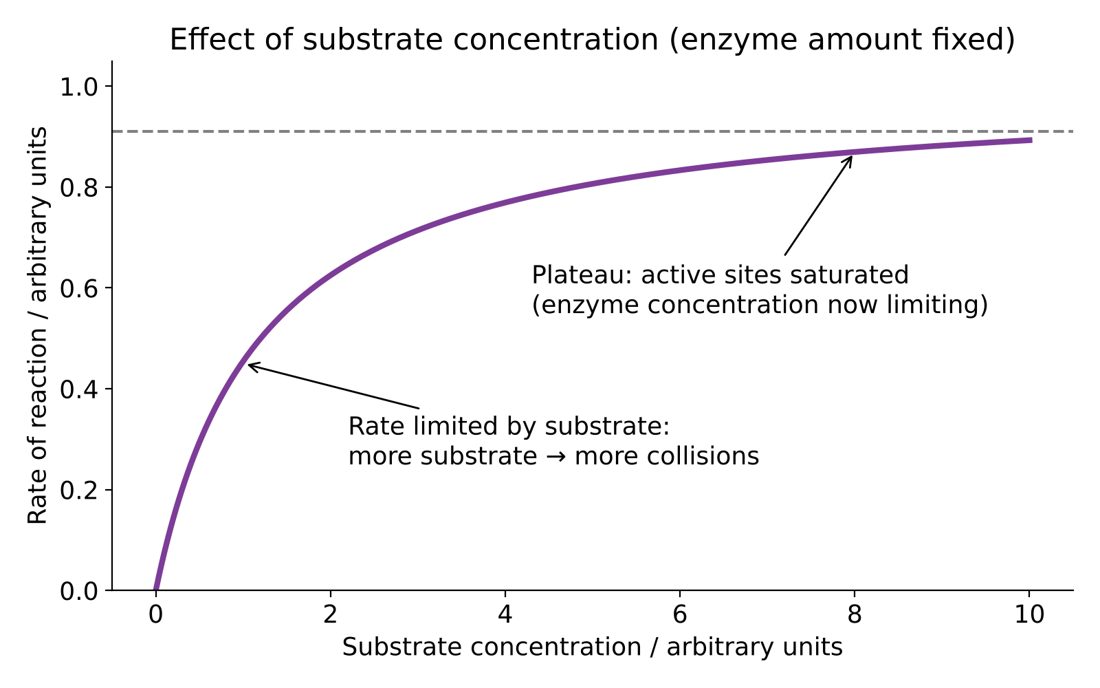 Effect of substrate concentration (enzyme amount fixed)
Rate of reaction / arbitrary units
1.0
0.8
0.6
0.4
0.2
0.0
Plateau: active sites saturated
(enzyme concentration now limiting)
Rate limited by substrate:
more substrate → more collisions
0
2
4
6
8
10
Substrate concentration / arbitrary units